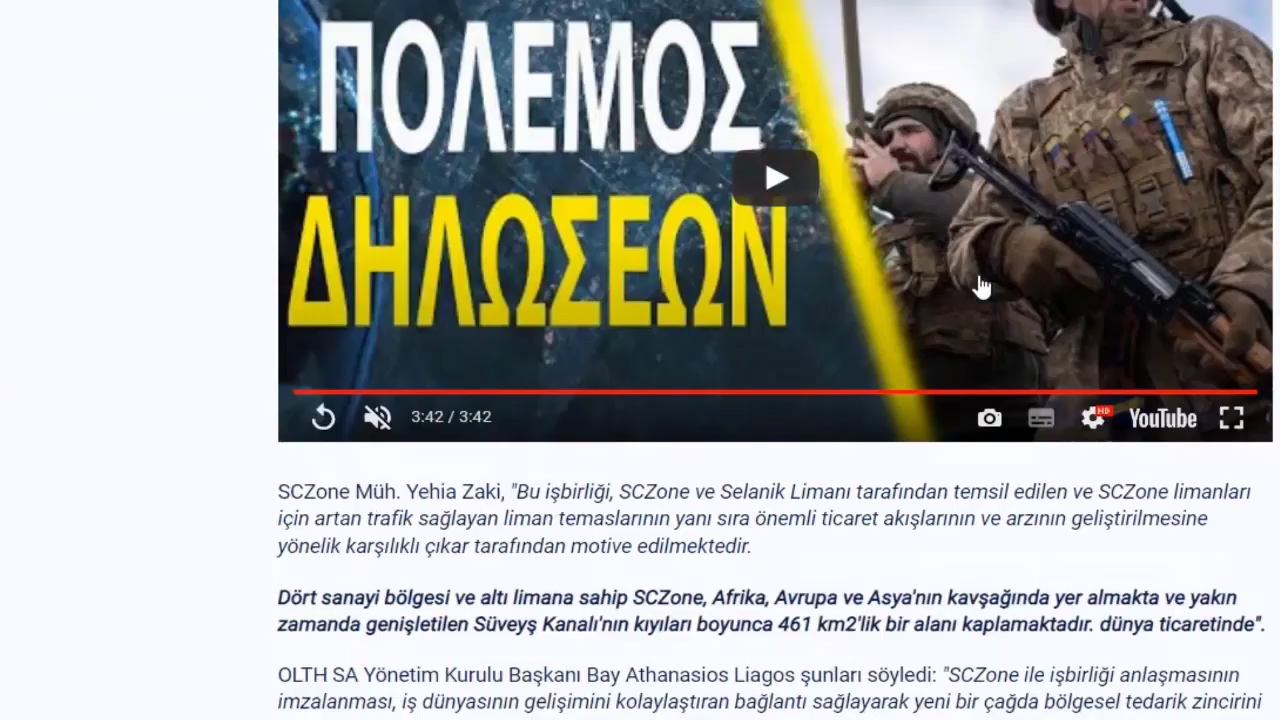 ΠΟΛΕΜΟΣ
ΔΗΛΩΣΕΩΝ
3:42 / 3:42
HD
YouTube
SCZone Müh. Yehia Zaki, "Bu işbirliği, SCZone ve Selanik Limanı tarafından temsil edilen ve SCZone limanları
için artan trafik sağlayan liman temaslarının yanı sıra önemli ticaret akışlarının ve arzının geliştirilmesine
yönelik karşılıklı çıkar tarafından motive edilmektedir.
Dört sanayi bölgesi ve altı limana sahip SCZone, Afrika, Avrupa ve Asya'nın kavşağında yer almakta ve yakın
zamanda genişletilen Süveyş Kanalı'nın kıyıları boyunca 461 km2'lik bir alanı kaplamaktadır. dünya ticaretinde".
OLTH SA Yönetim Kurulu Başkanı Bay Athanasios Liagos şunları söyledi: "SCZone ile işbirliği anlaşmasının
imzalanması, iş dünyasının gelişimini kolaylaştıran bağlantı sağlayarak yeni bir çağda bölgesel tedarik zincirini